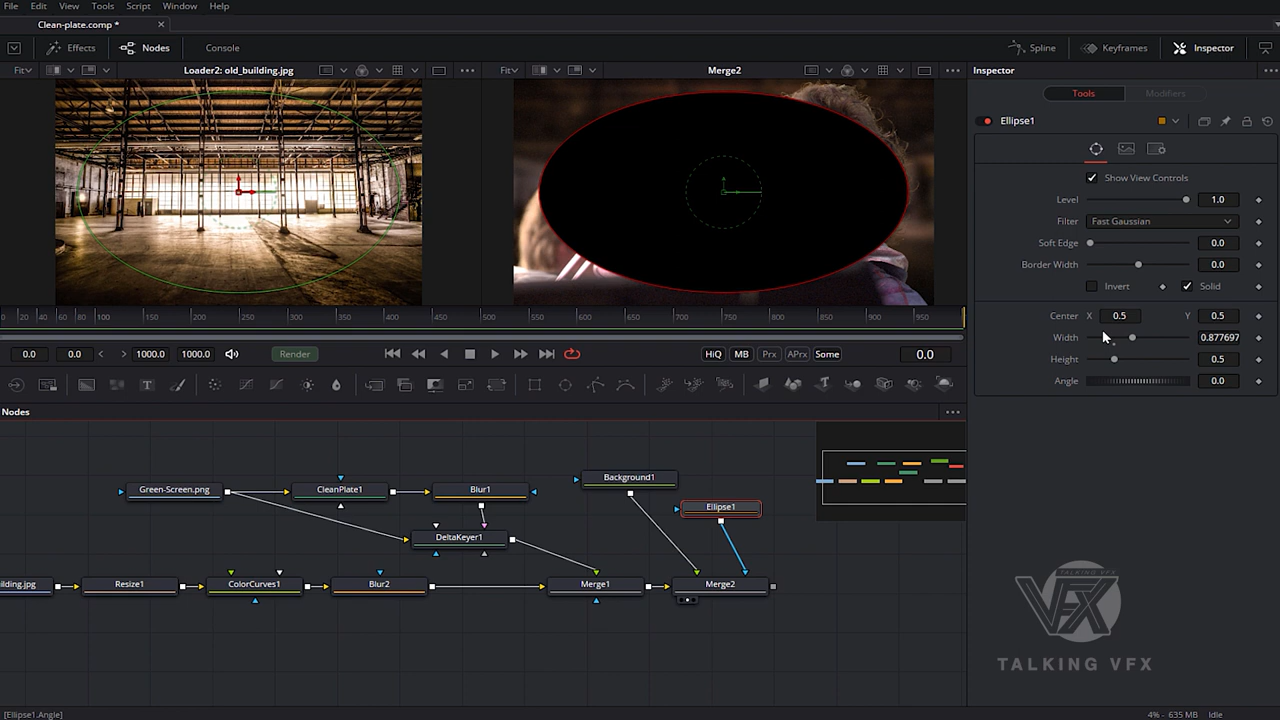 File Edit View Tools Script Window Help
Clean-plate.comp *
Effects Nodes Console Spline Keyframes Inspector
Fit Loader2: old_building.jpg Fit Merge2 Inspector
Tools Modifiers
Ellipse1
Show View Controls
Level 1.0
Filter Fast Gaussian
Soft Edge 0.0
Border Width 0.0
Invert Solid
Center X 0.5 Y 0.5
Width 0.877697
Height 0.5
Angle 0.0
20 40 60 80 100 150 200 250 300 350 400 450 500 550 600 650 700 750 800 850 900 950
0.0 0.0 1000.0 1000.0 Render HiQ MB Prx APrx Some 0.0
Nodes
Background1
Green-Screen.png CleanPlate1 Blur1
Ellipse1
DeltaKeyer1
ilding.jpg Resize1 ColorCurves1 Blur2 Merge1 Merge2
TALKING VFX
VFX
TALKING VFX
[Ellipse1.Angle] 4% - 635 MB Idle